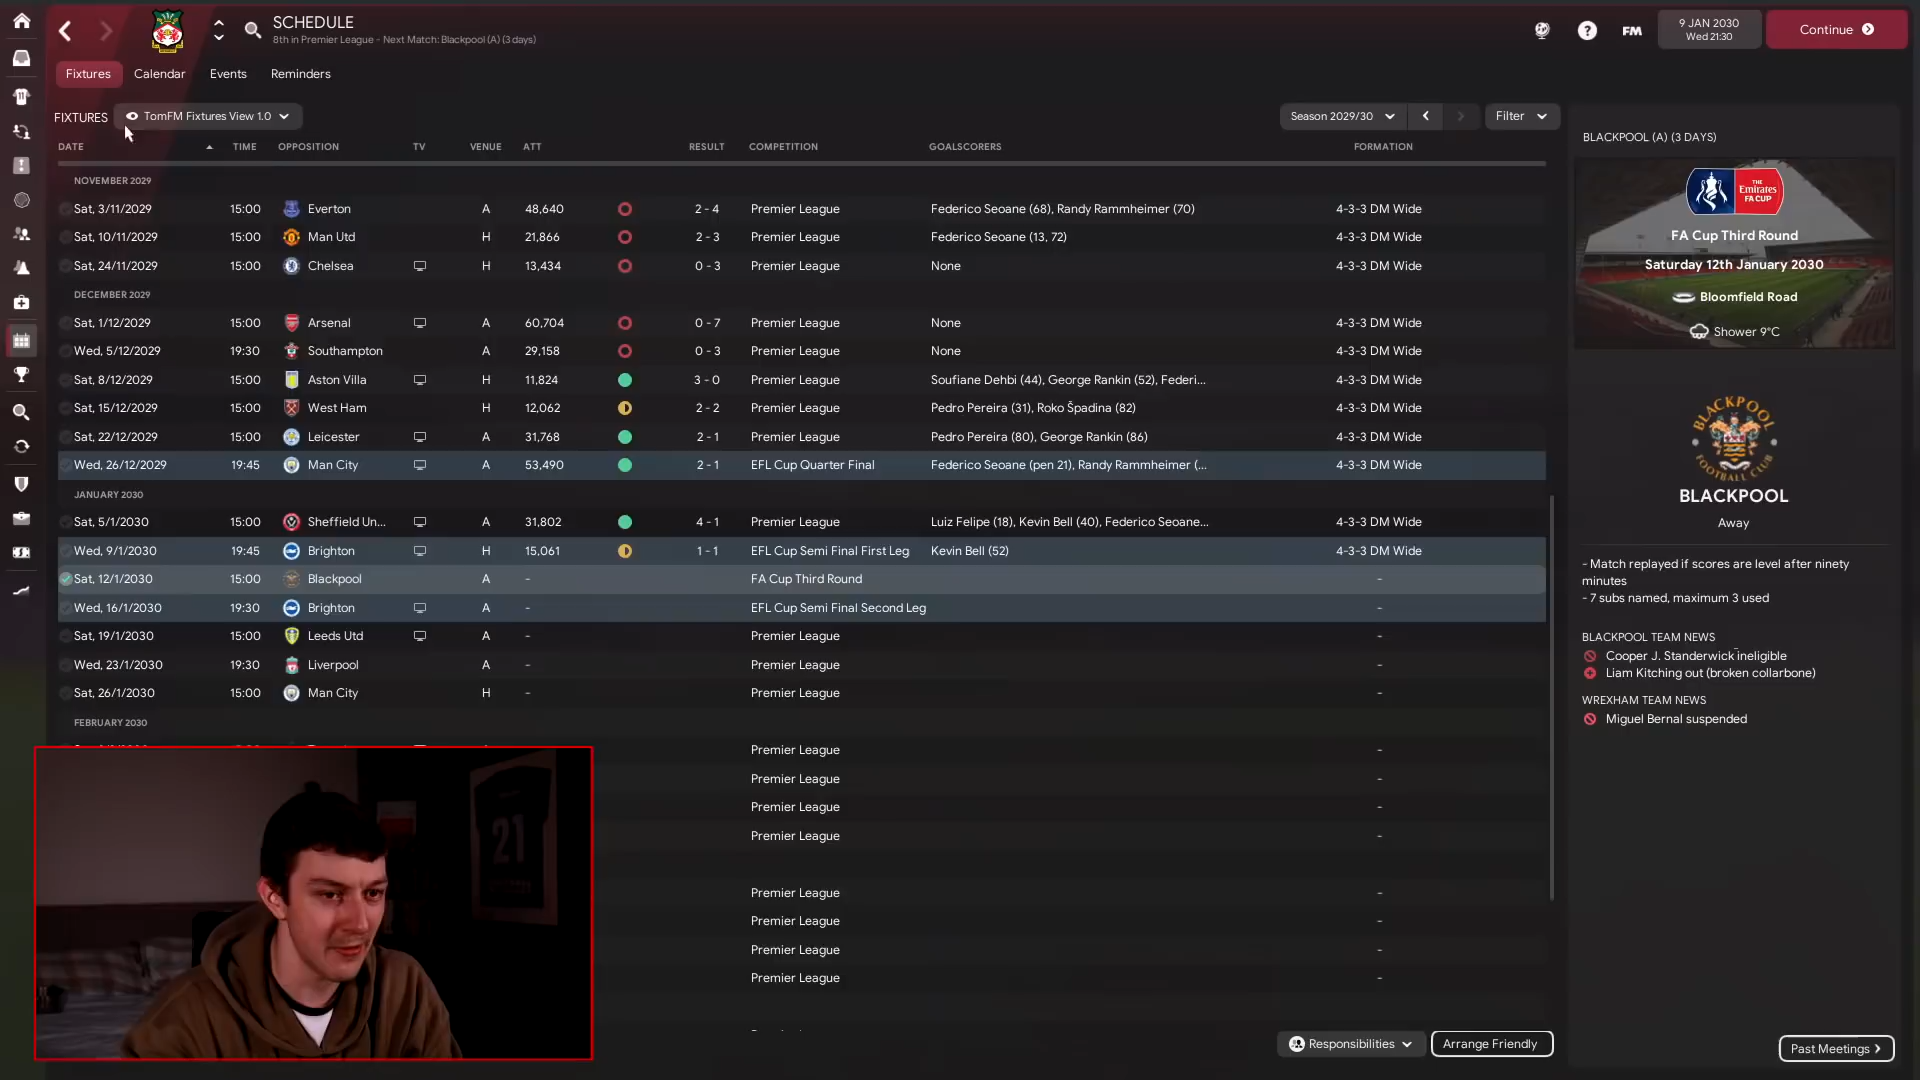 SCHEDULE
8th in Premier League - Next Match: Blackpool (A) (3 days)
FM
9 JAN 2030
Wed 21:30
Continue
Fixtures Calendar Events Reminders
FIXTURES TomFM Fixtures View 1.0 Season 2029/30 Filter
DATE TIME OPPOSITION TV VENUE ATT RESULT COMPETITION GOALSCORERS FORMATION
NOVEMBER 2029
Sat, 3/11/2029 15:00 Everton A 48,640 2 - 4 Premier League Federico Seoane (68), Randy Rammheimer (70) 4-3-3 DM Wide
Sat, 10/11/2029 15:00 Man Utd H 21,866 2 - 3 Premier League Federico Seoane (13, 72) 4-3-3 DM Wide
Sat, 24/11/2029 15:00 Chelsea H 13,434 0 - 3 Premier League None 4-3-3 DM Wide
DECEMBER 2029
Sat, 1/12/2029 15:00 Arsenal A 60,704 0 - 7 Premier League None 4-3-3 DM Wide
Wed, 5/12/2029 19:30 Southampton A 29,158 0 - 3 Premier League None 4-3-3 DM Wide
Sat, 8/12/2029 15:00 Aston Villa H 11,824 3 - 0 Premier League Soufiane Dehbi (44), George Rankin (52), Federi... 4-3-3 DM Wide
Sat, 15/12/2029 15:00 West Ham H 12,062 2 - 2 Premier League Pedro Pereira (31), Roko Špadina (82) 4-3-3 DM Wide
Sat, 22/12/2029 15:00 Leicester A 31,768 2 - 1 Premier League Pedro Pereira (80), George Rankin (86) 4-3-3 DM Wide
Wed, 26/12/2029 19:45 Man City A 53,490 2 - 1 EFL Cup Quarter Final Federico Seoane (pen 21), Randy Rammheimer (... 4-3-3 DM Wide
JANUARY 2030
Sat, 5/1/2030 15:00 Sheffield Un... A 31,802 4 - 1 Premier League Luiz Felipe (18), Kevin Bell (40), Federico Seoane... 4-3-3 DM Wide
Wed, 9/1/2030 19:45 Brighton H 15,061 1 - 1 EFL Cup Semi Final First Leg Kevin Bell (52) 4-3-3 DM Wide
Sat, 12/1/2030 15:00 Blackpool A - FA Cup Third Round -
Wed, 16/1/2030 19:30 Brighton A - EFL Cup Semi Final Second Leg -
Sat, 19/1/2030 15:00 Leeds Utd A - Premier League -
Wed, 23/1/2030 19:30 Liverpool A - Premier League -
Sat, 26/1/2030 15:00 Man City H - Premier League -
FEBRUARY 2030
Premier League -
Premier League -
Premier League -
Premier League -
Premier League -
Premier League -
Premier League -
Premier League -
21
Responsibilities Arrange Friendly
BLACKPOOL (A) (3 DAYS)
THE Emirates FA CUP
FA Cup Third Round
Saturday 12th January 2030
Bloomfield Road
Shower 9°C
BLACKPOOL
FOOTBALL CLUB
BLACKPOOL
Away
- Match replayed if scores are level after ninety
minutes
- 7 subs named, maximum 3 used
BLACKPOOL TEAM NEWS
Cooper J. Standerwick ineligible
Liam Kitching out (broken collarbone)
WREXHAM TEAM NEWS
Miguel Bernal suspended
Past Meetings